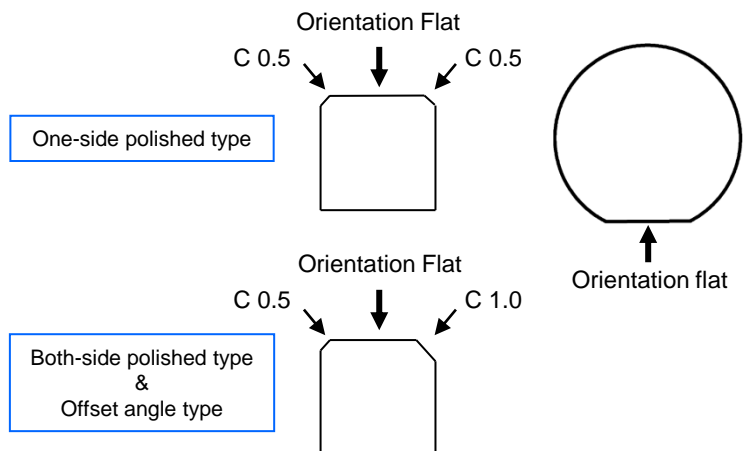 Orientation Flat
C 0.5
C 0.5
One-side polished type
Orientation flat
Orientation Flat
C 0.5
C 1.0
Both-side polished type
&
Offset angle type